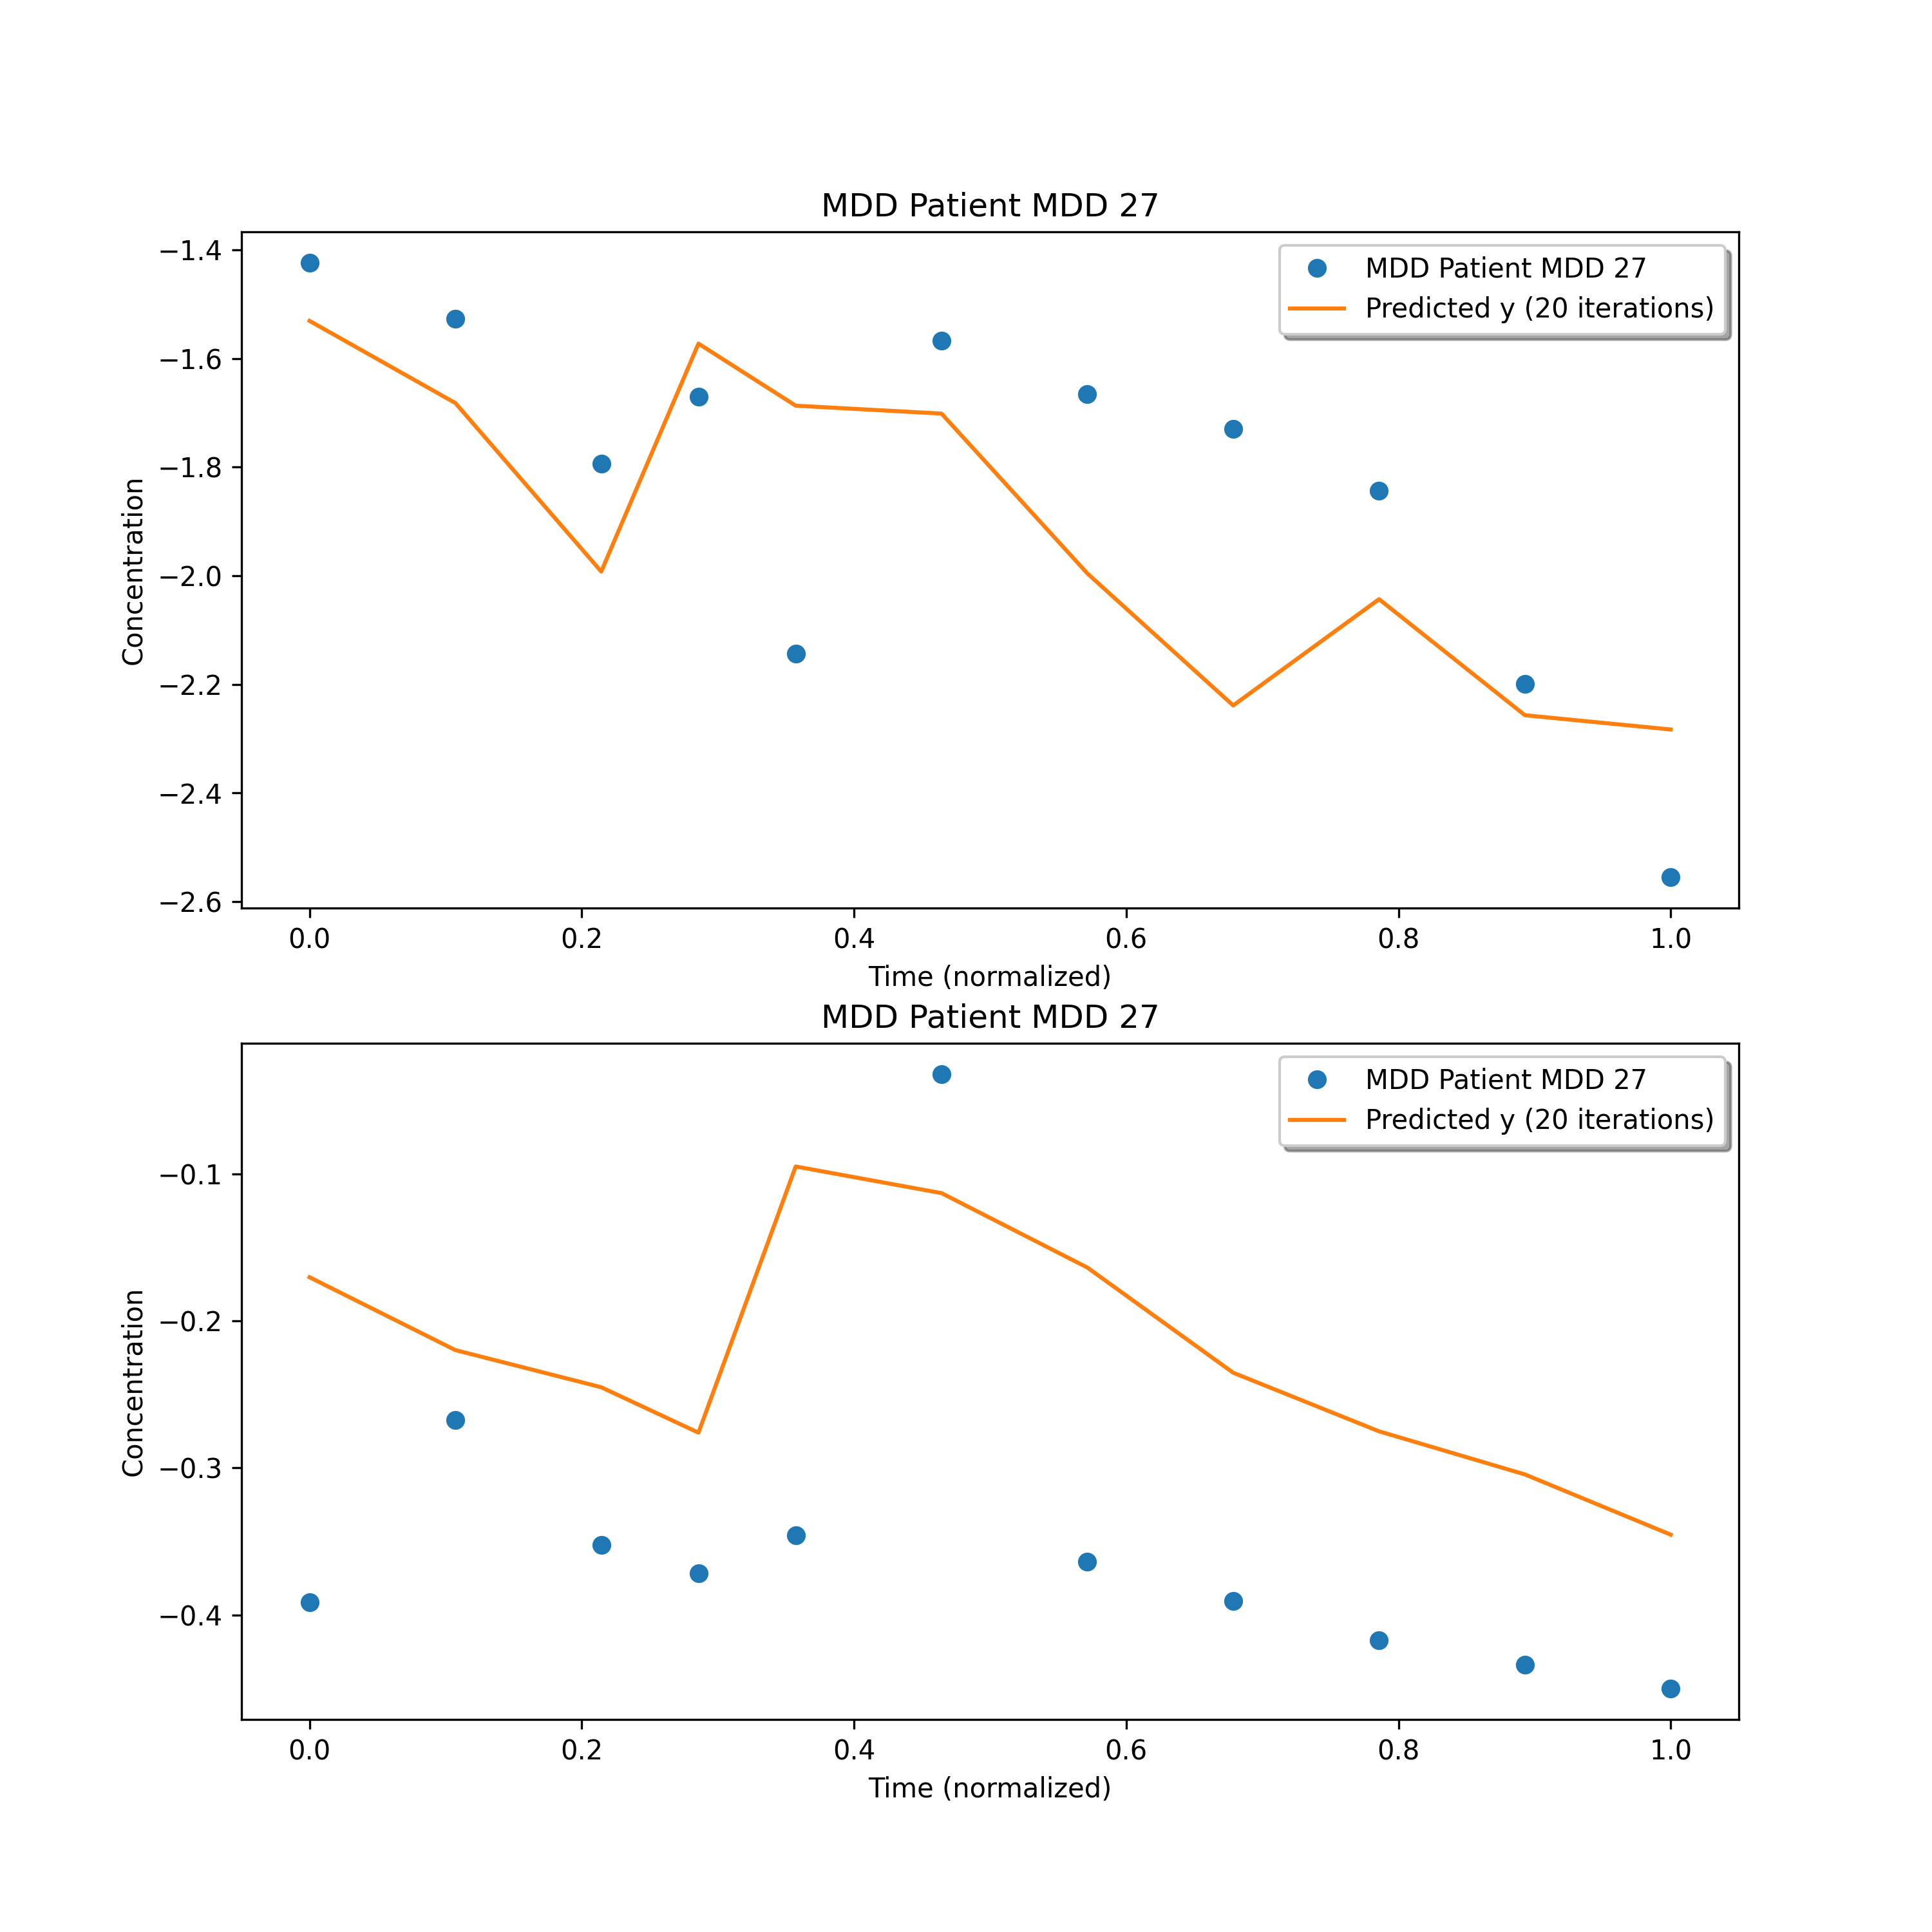 MDD Patient MDD 27
MDD Patient MDD 27
Predicted y (20 iterations)
Concentration
−1.4
−1.6
−1.8
−2.0
−2.2
−2.4
−2.6
0.0 0.2 0.4 0.6 0.8 1.0
Time (normalized)
MDD Patient MDD 27
MDD Patient MDD 27
Predicted y (20 iterations)
Concentration
−0.1
−0.2
−0.3
−0.4
0.0 0.2 0.4 0.6 0.8 1.0
Time (normalized)